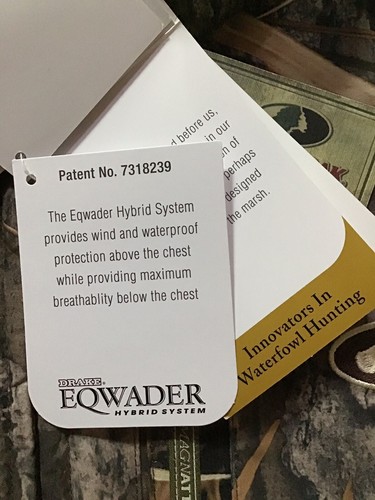 Patent No. 7318239
The Eqwader Hybrid System
provides wind and waterproof
protection above the chest
while providing maximum
breathablity below the chest
DRAKE®
EQWADER
HYBRID SYSTEM
before us,
in our
of
perhaps
designed
the marsh.
Innovators In
Waterfowl Hunting